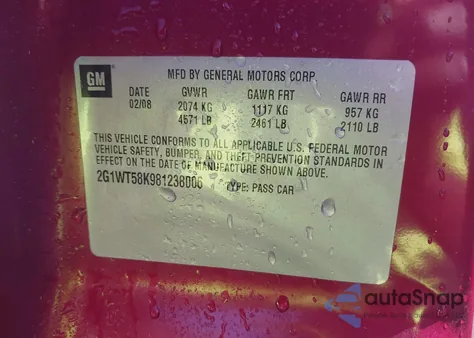 GM
MFD BY GENERAL MOTORS CORP.
DATE GVWR GAWR FRT GAWR RR
02/08 2074 KG 1117 KG 957 KG
4571 LB 2461 LB 2110 LB
THIS VEHICLE CONFORMS TO ALL APPLICABLE U.S. FEDERAL MOTOR
VEHICLE SAFETY, BUMPER, AND THEFT PREVENTION STANDARDS IN
EFFECT ON THE DATE OF MANUFACTURE SHOWN ABOVE.
2G1WT58K981238006 TYPE: PASS CAR
autoSnap